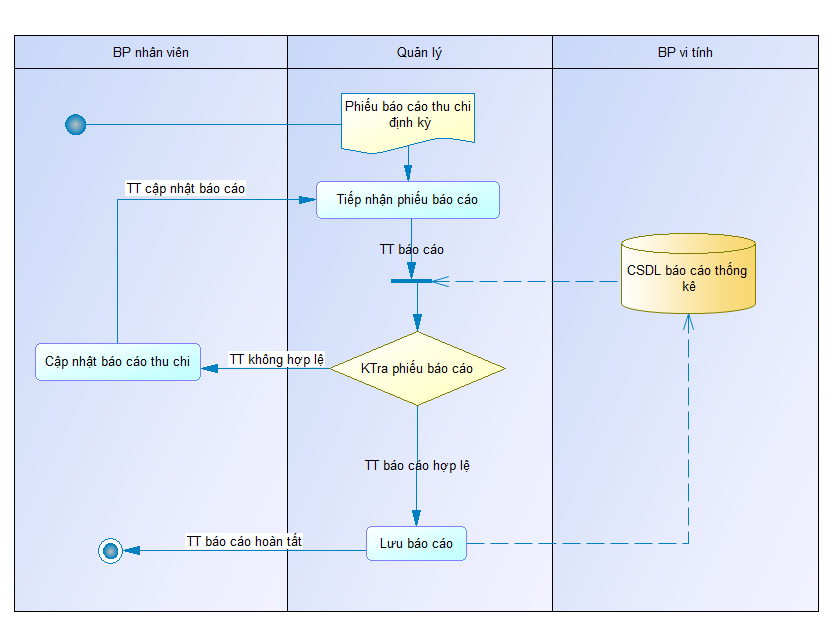 BP nhân viên
Quản lý
BP vi tính
Phiếu báo cáo thu chi
định kỳ
TT cập nhật báo cáo
Tiếp nhận phiếu báo cáo
TT báo cáo
CSDL báo cáo thống
kê
Cập nhật báo cáo thu chi
TT không hợp lệ
KTra phiếu báo cáo
TT báo cáo hợp lệ
TT báo cáo hoàn tất
Lưu báo cáo